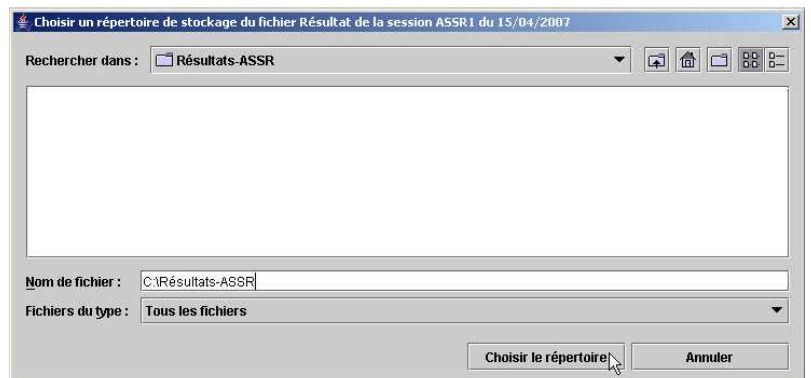 Choisir un répertoire de stockage du fichier Résultat de la session ASSR1 du 15/04/2007
Rechercher dans : Résultats-ASSR
Nom de fichier : C:\Résultats-ASSR
Fichiers du type : Tous les fichiers
Choisir le répertoire Annuler